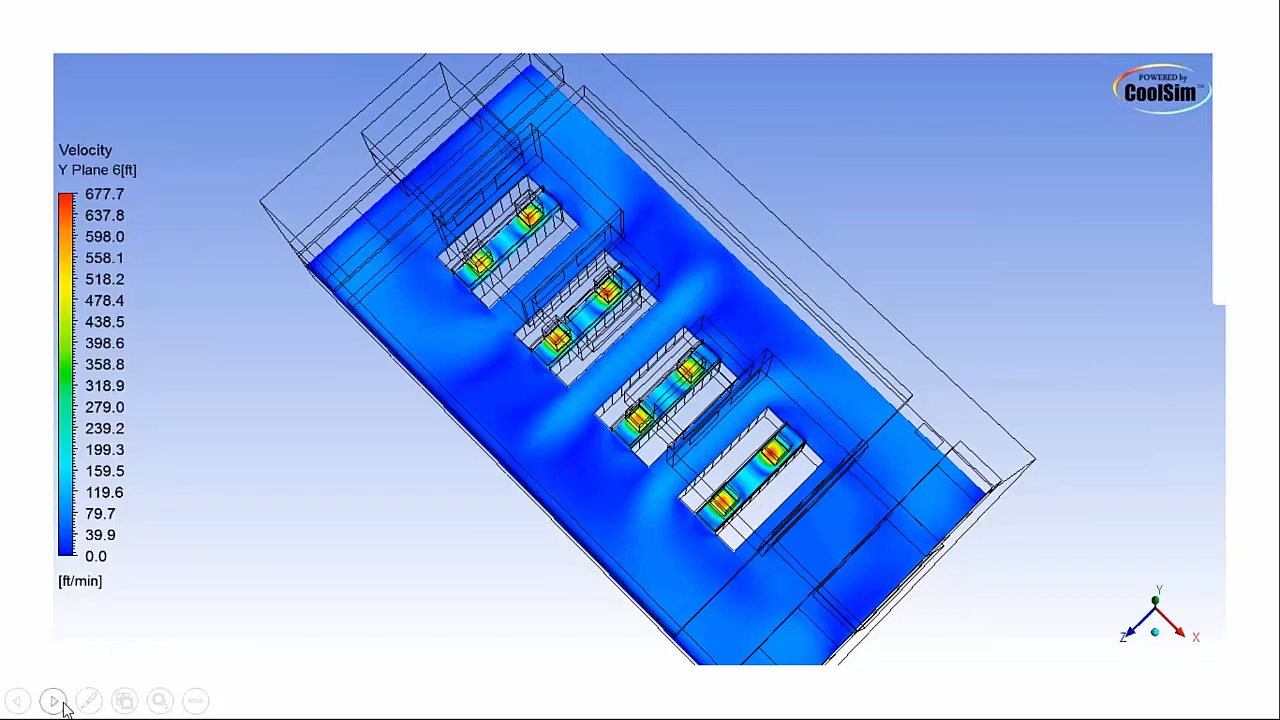 POWERED by
CoolSim™
Velocity
Y Plane 6[ft]
677.7
637.8
598.0
558.1
518.2
478.4
438.5
398.6
358.8
318.9
279.0
239.2
199.3
159.5
119.6
79.7
39.9
0.0
[ft/min]
Y
Z
X